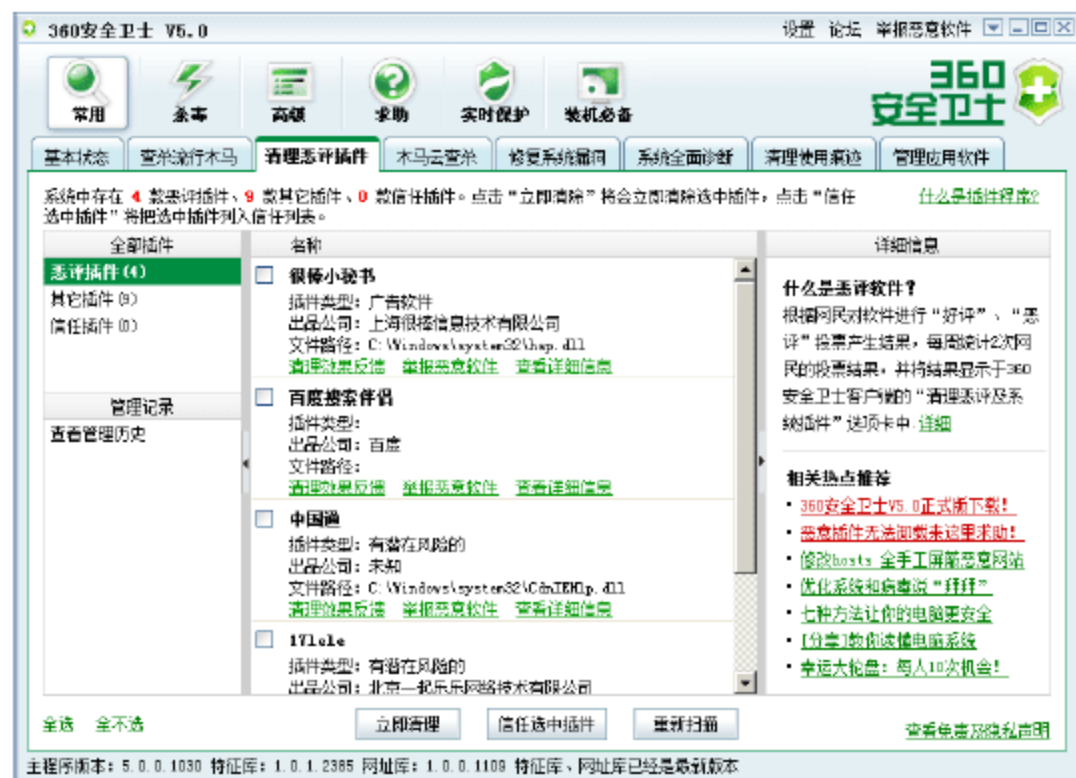 360安全卫士 V5.0
设置 论坛 举报恶意软件
常用 杀毒 高级 求助 实时保护 装机必备
360
安全卫士
基本状态 查杀流行木马 清理恶评插件 木马云查杀 修复系统漏洞 系统全面诊断 清理使用痕迹 管理应用软件
系统中存在 4 款恶评插件、9 款其它插件、0 款信任插件。点击“立即清除”将会立即清除选中插件，点击“信任
选中插件”将把选中插件列入信任列表。
什么是插件程序?
全部插件
恶评插件(4)
其它插件(9)
信任插件(0)
管理记录
查看管理历史
名称
很棒小秘书
插件类型：广告软件
出品公司：上海很棒信息技术有限公司
文件路径：C:\Windows\system32\hap.dll
清理效果反馈 举报恶意软件 查看详细信息
百度搜索伴侣
插件类型：
出品公司：百度
文件路径：
清理效果反馈 举报恶意软件 查看详细信息
中国通
插件类型：有潜在风险的
出品公司：未知
文件路径：C:\Windows\system32\CdnIEHlp.dll
清理效果反馈 举报恶意软件 查看详细信息
17lele
插件类型：有潜在风险的
出品公司：北京一起乐乐网络技术有限公司
详细信息
什么是恶评软件?
根据网民对软件进行“好评”、“恶
评”投票产生结果，每周统计2次网
民的投票结果，并将结果显示于360
安全卫士客户端的“清理恶评及系
统插件”选项卡中.详细
相关热点推荐
· 360安全卫士V5.0正式版下载!
· 恶意插件无法卸载来这里求助!
· 修改hosts 全手工屏蔽恶意网站
· 优化系统和病毒说“拜拜”
· 七种方法让你的电脑更安全
· [分享]教你读懂电脑系统
· 幸运大轮盘：每人10次机会!
全选 全不选
立即清理 信任选中插件 重新扫描
查看免责及隐私声明
主程序版本：5.0.0.1030 特征库：1.0.1.2385 网址库：1.0.0.1109 特征库、网址库已经是最新版本